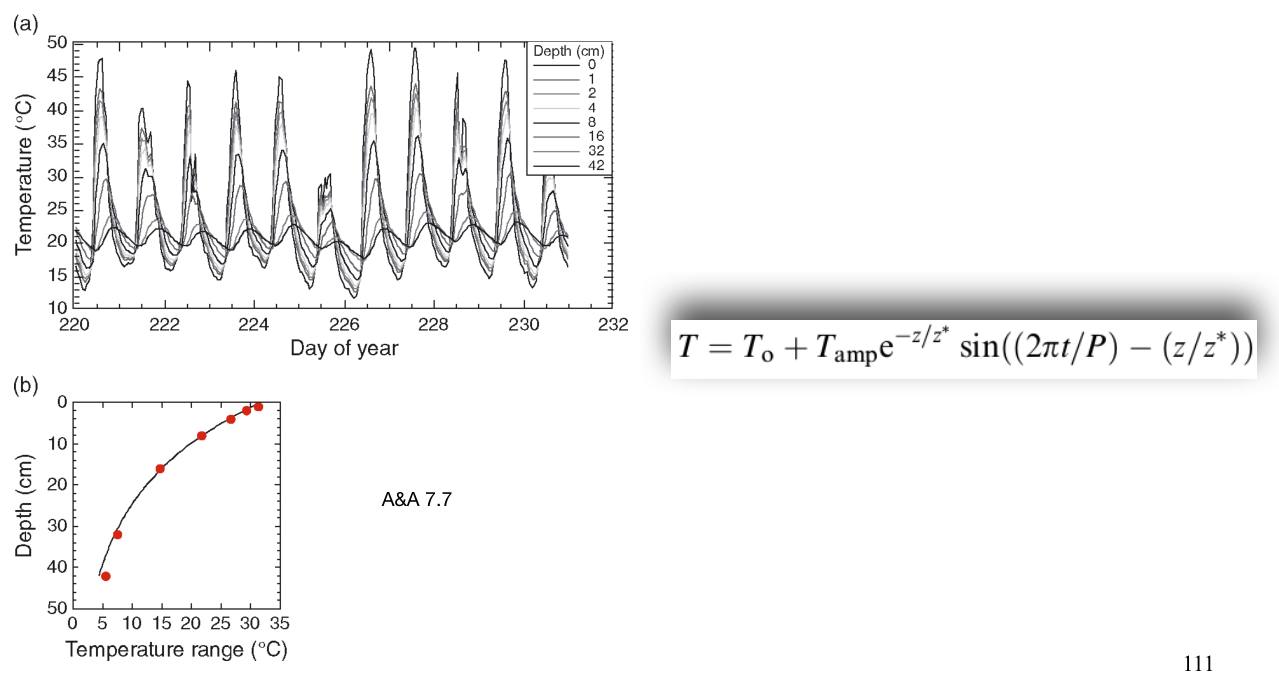 (a)
50
45
40
35
30
25
20
15
10
Temperature (°C)
220 222 224 226 228 230 232
Day of year
Depth (cm)
0
1
2
4
8
16
32
42
T = Tₒ + Tₐₘₚe^(−z/z*) sin((2πt/P) − (z/z*))
(b)
0
10
20
30
40
50
Depth (cm)
0 5 10 15 20 25 30 35
Temperature range (°C)
A&A 7.7
111